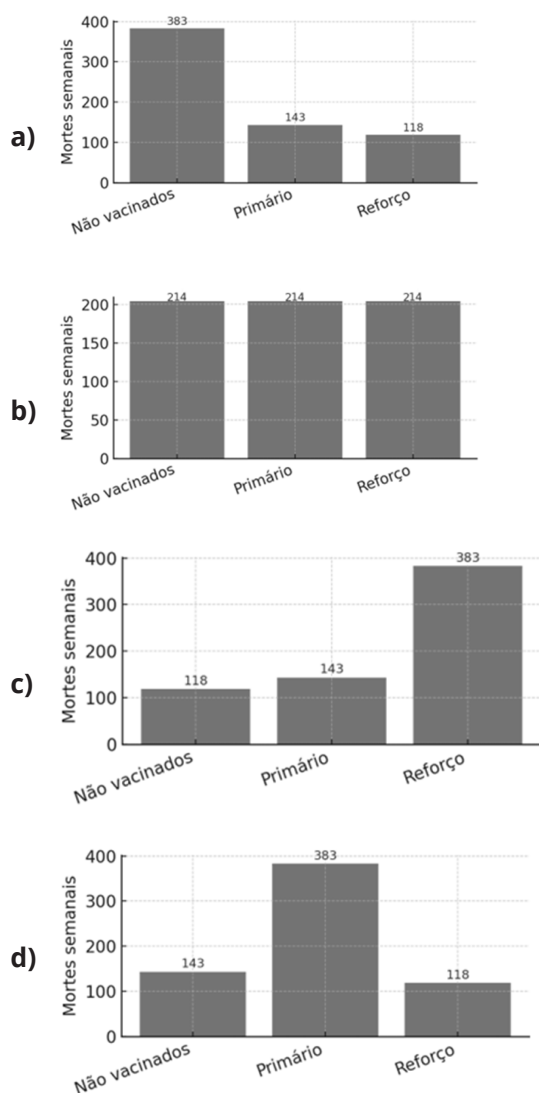 a)
Mortes semanais
400
300
200
100
0
383
143
118
Não vacinados
Primário
Reforço
b)
Mortes semanais
200
150
100
50
0
214
214
214
Não vacinados
Primário
Reforço
c)
Mortes semanais
400
300
200
100
0
118
143
383
Não vacinados
Primário
Reforço
d)
Mortes semanais
400
300
200
100
0
143
383
118
Não vacinados
Primário
Reforço